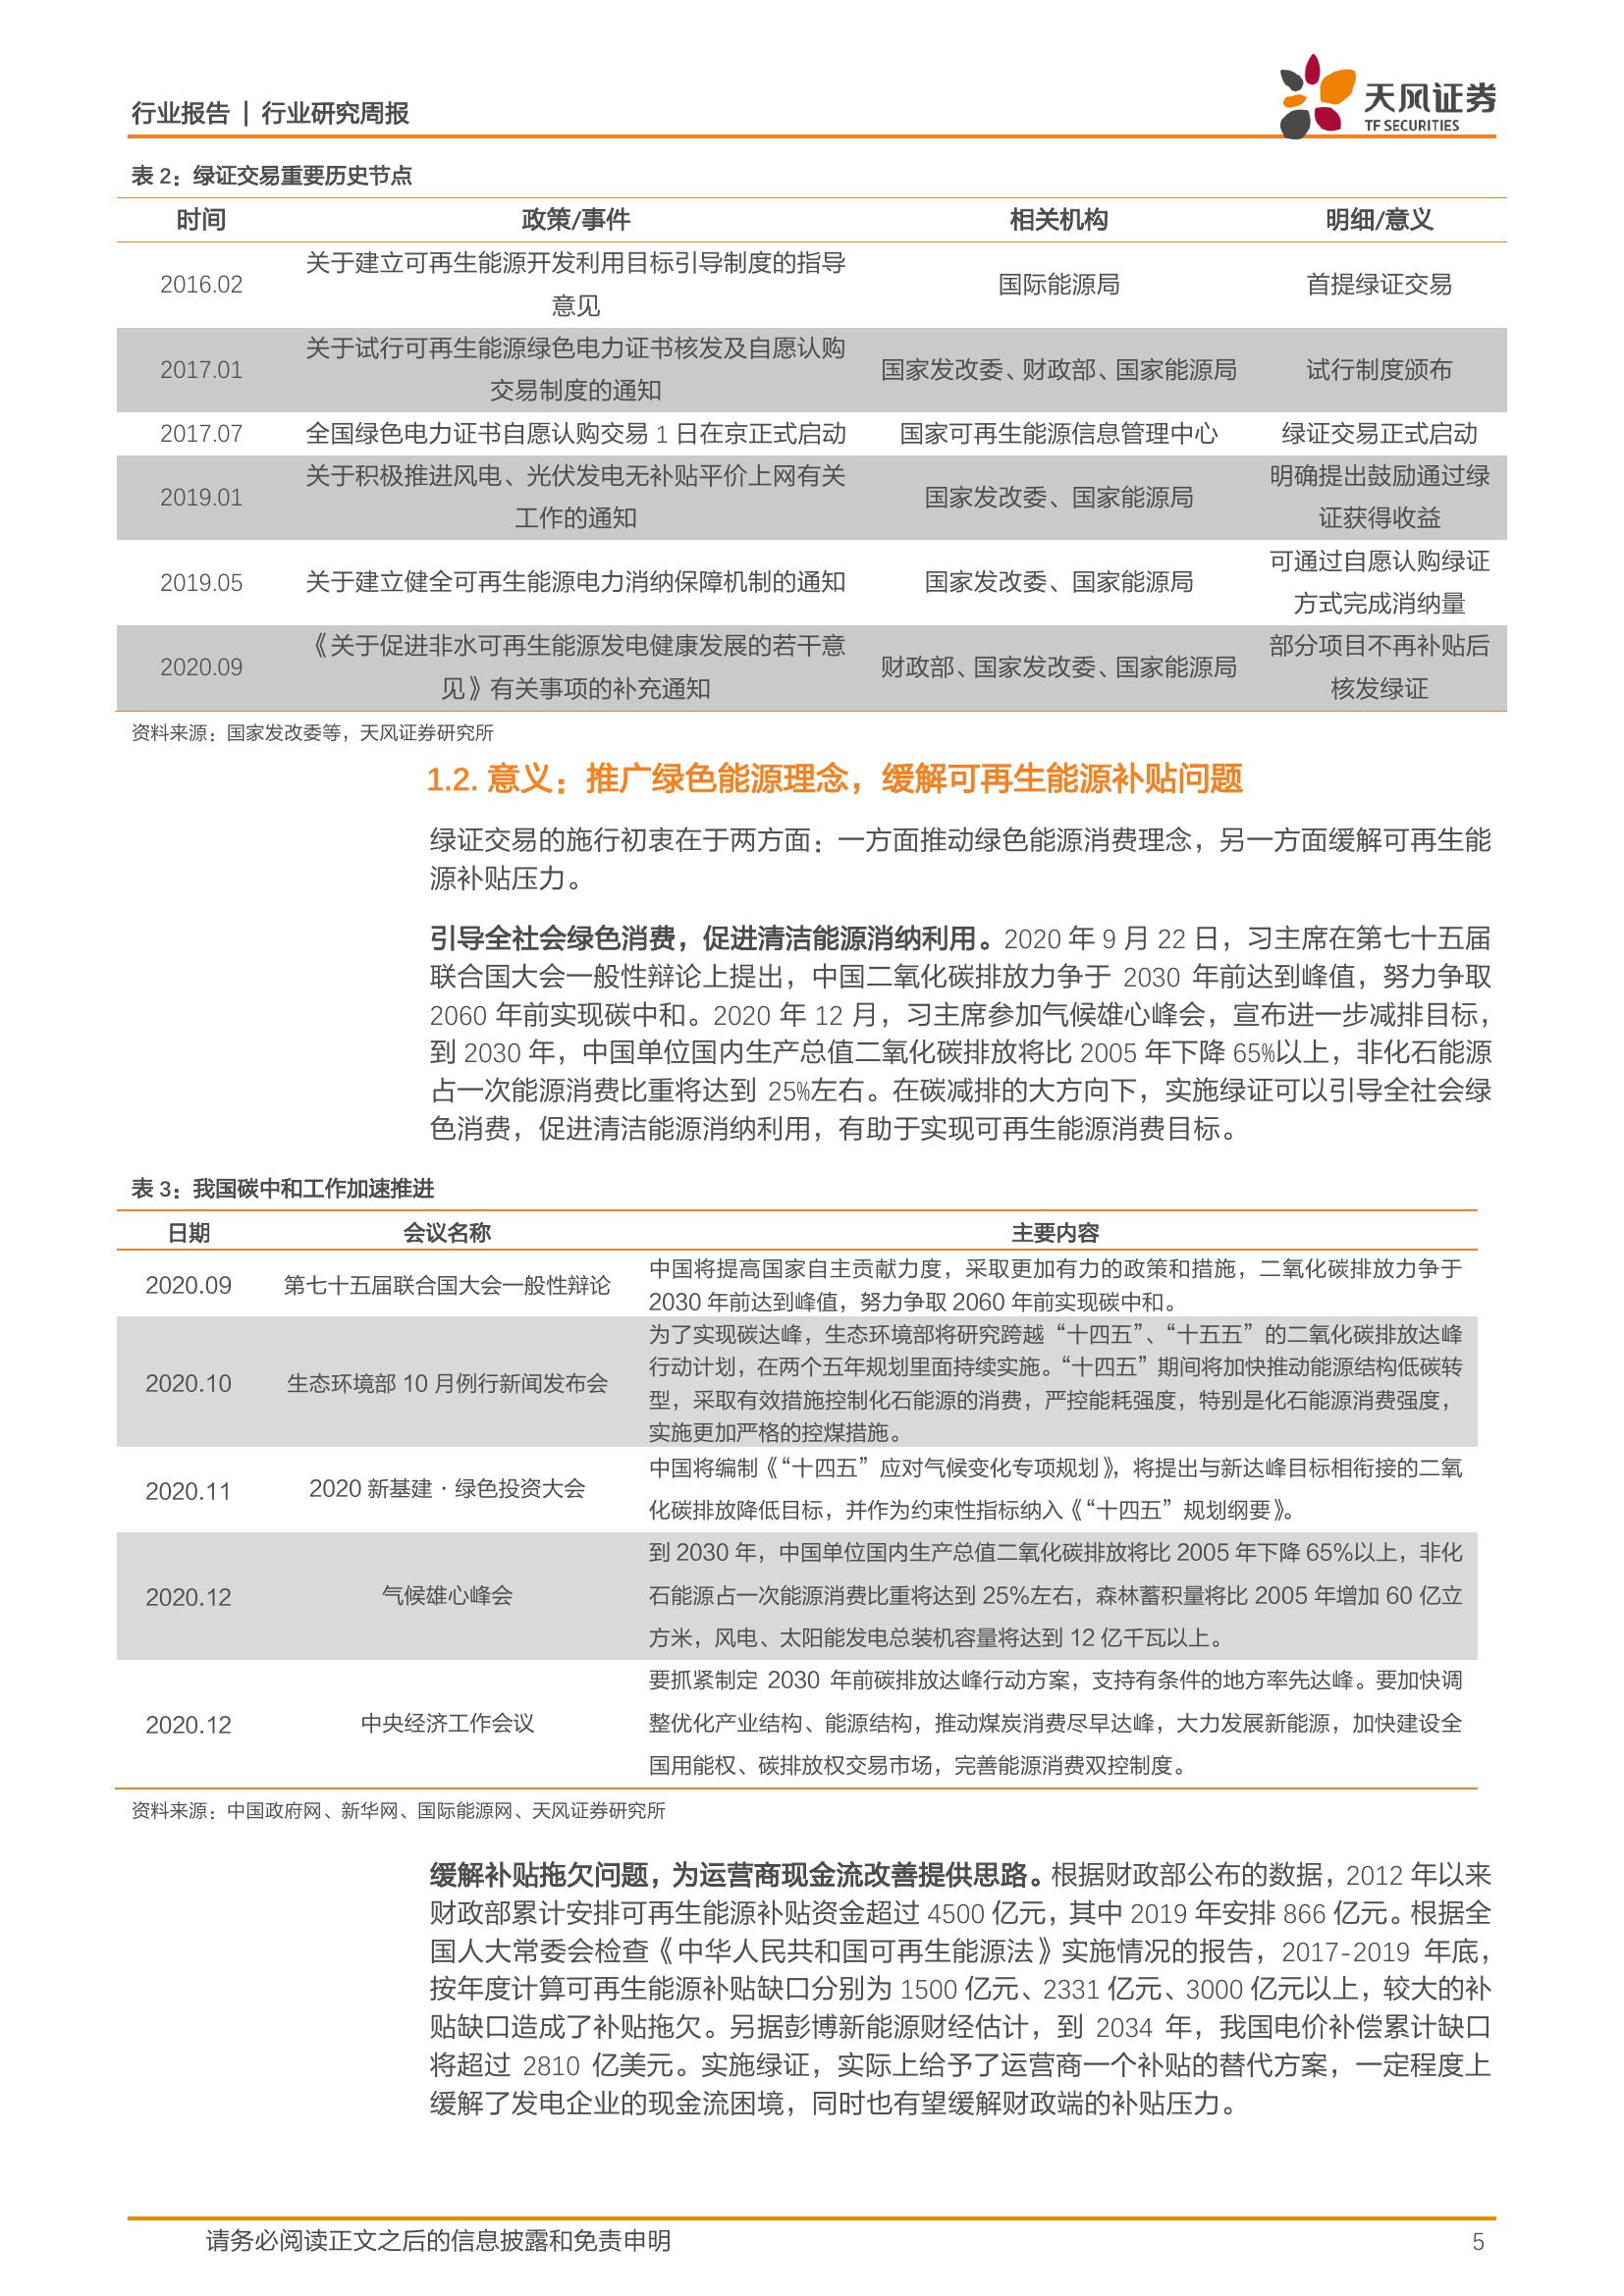 行业报告 | 行业研究周报
天风证券
TF SECURITIES
表 2：绿证交易重要历史节点
时间 政策/事件 相关机构 明细/意义
2016.02 关于建立可再生能源开发利用目标引导制度的指导
意见 国际能源局 首提绿证交易
2017.01 关于试行可再生能源绿色电力证书核发及自愿认购
交易制度的通知 国家发改委、财政部、国家能源局 试行制度颁布
2017.07 全国绿色电力证书自愿认购交易 1 日在京正式启动 国家可再生能源信息管理中心 绿证交易正式启动
2019.01 关于积极推进风电、光伏发电无补贴平价上网有关
工作的通知 国家发改委、国家能源局 明确提出鼓励通过绿
证获得收益
2019.05 关于建立健全可再生能源电力消纳保障机制的通知 国家发改委、国家能源局 可通过自愿认购绿证
方式完成消纳量
2020.09 《关于促进非水可再生能源发电健康发展的若干意
见》有关事项的补充通知 财政部、国家发改委、国家能源局 部分项目不再补贴后
核发绿证
资料来源：国家发改委等，天风证券研究所
1.2. 意义：推广绿色能源理念，缓解可再生能源补贴问题
绿证交易的施行初衷在于两方面：一方面推动绿色能源消费理念，另一方面缓解可再生能
源补贴压力。
引导全社会绿色消费，促进清洁能源消纳利用。2020 年 9 月 22 日，习主席在第七十五届
联合国大会一般性辩论上提出，中国二氧化碳排放力争于 2030 年前达到峰值，努力争取
2060 年前实现碳中和。2020 年 12 月，习主席参加气候雄心峰会，宣布进一步减排目标，
到 2030 年，中国单位国内生产总值二氧化碳排放将比 2005 年下降 65%以上，非化石能源
占一次能源消费比重将达到 25%左右。在碳减排的大方向下，实施绿证可以引导全社会绿
色消费，促进清洁能源消纳利用，有助于实现可再生能源消费目标。
表 3：我国碳中和工作加速推进
日期 会议名称 主要内容
2020.09 第七十五届联合国大会一般性辩论 中国将提高国家自主贡献力度，采取更加有力的政策和措施，二氧化碳排放力争于
2030 年前达到峰值，努力争取 2060 年前实现碳中和。
2020.10 生态环境部 10 月例行新闻发布会 为了实现碳达峰，生态环境部将研究跨越“十四五”、“十五五”的二氧化碳排放达峰
行动计划，在两个五年规划里面持续实施。“十四五”期间将加快推动能源结构低碳转
型，采取有效措施控制化石能源的消费，严控能耗强度，特别是化石能源消费强度，
实施更加严格的控煤措施。
2020.11 2020 新基建·绿色投资大会 中国将编制《“十四五”应对气候变化专项规划》，将提出与新达峰目标相衔接的二氧
化碳排放降低目标，并作为约束性指标纳入《“十四五”规划纲要》。
2020.12 气候雄心峰会 到 2030 年，中国单位国内生产总值二氧化碳排放将比 2005 年下降 65%以上，非化
石能源占一次能源消费比重将达到 25%左右，森林蓄积量将比 2005 年增加 60 亿立
方米，风电、太阳能发电总装机容量将达到 12 亿千瓦以上。
2020.12 中央经济工作会议 要抓紧制定 2030 年前碳排放达峰行动方案，支持有条件的地方率先达峰。要加快调
整优化产业结构、能源结构，推动煤炭消费尽早达峰，大力发展新能源，加快建设全
国用能权、碳排放权交易市场，完善能源消费双控制度。
资料来源：中国政府网、新华网、国际能源网、天风证券研究所
缓解补贴拖欠问题，为运营商现金流改善提供思路。根据财政部公布的数据，2012 年以来
财政部累计安排可再生能源补贴资金超过 4500 亿元，其中 2019 年安排 866 亿元。根据全
国人大常委会检查《中华人民共和国可再生能源法》实施情况的报告，2017-2019 年底，
按年度计算可再生能源补贴缺口分别为 1500 亿元、2331 亿元、3000 亿元以上，较大的补
贴缺口造成了补贴拖欠。另据彭博新能源财经估计，到 2034 年，我国电价补偿累计缺口
将超过 2810 亿美元。实施绿证，实际上给予了运营商一个补贴的替代方案，一定程度上
缓解了发电企业的现金流困境，同时也有望缓解财政端的补贴压力。
请务必阅读正文之后的信息披露和免责申明 5